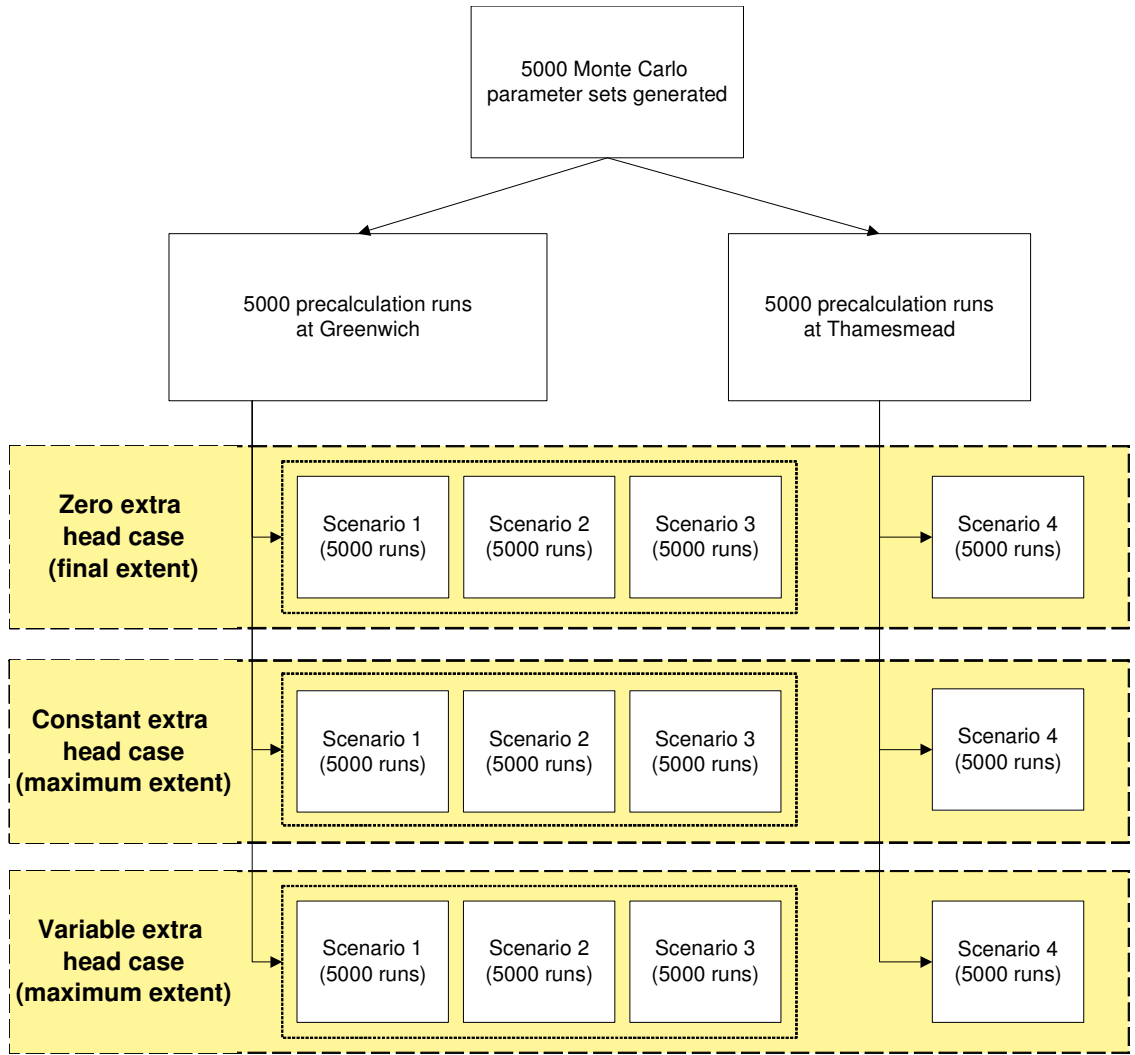 5000 Monte Carlo
parameter sets generated
5000 precalculation runs
at Greenwich
5000 precalculation runs
at Thamesmead
Zero extra
head case
(final extent)
Scenario 1
(5000 runs)
Scenario 2
(5000 runs)
Scenario 3
(5000 runs)
Scenario 4
(5000 runs)
Constant extra
head case
(maximum extent)
Scenario 1
(5000 runs)
Scenario 2
(5000 runs)
Scenario 3
(5000 runs)
Scenario 4
(5000 runs)
Variable extra
head case
(maximum extent)
Scenario 1
(5000 runs)
Scenario 2
(5000 runs)
Scenario 3
(5000 runs)
Scenario 4
(5000 runs)